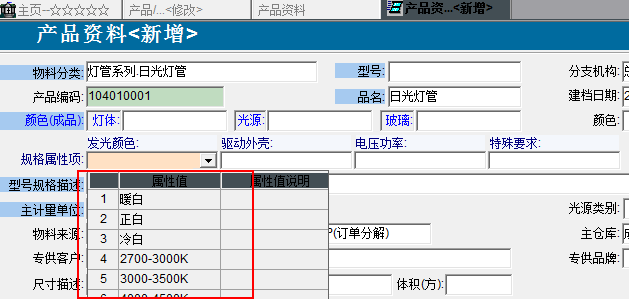 主页--☆☆☆☆☆ 产品/...<修改> 产品资料 产品资...<新增>
产品资料<新增>
物料分类: 灯管系列.日光灯管 型号: 分支机构:
产品编码: 104010001 品名: 日光灯管 建档日期: 2
颜色(成品): 灯体: 光源: 玻璃: 颜色:
发光颜色: 驱动外壳: 电压功率: 特殊要求:
规格属性项:
型号规格描述:
属性值 属性值说明
主计量单位: 光源类别:
1 暖白
2 正白
物料来源: (订单分解) 主仓库:
3 冷白
专供客户: 专供品牌:
4 2700-3000K
5 3000-3500K
尺寸描述: 体积(方):
6 4000-4500K